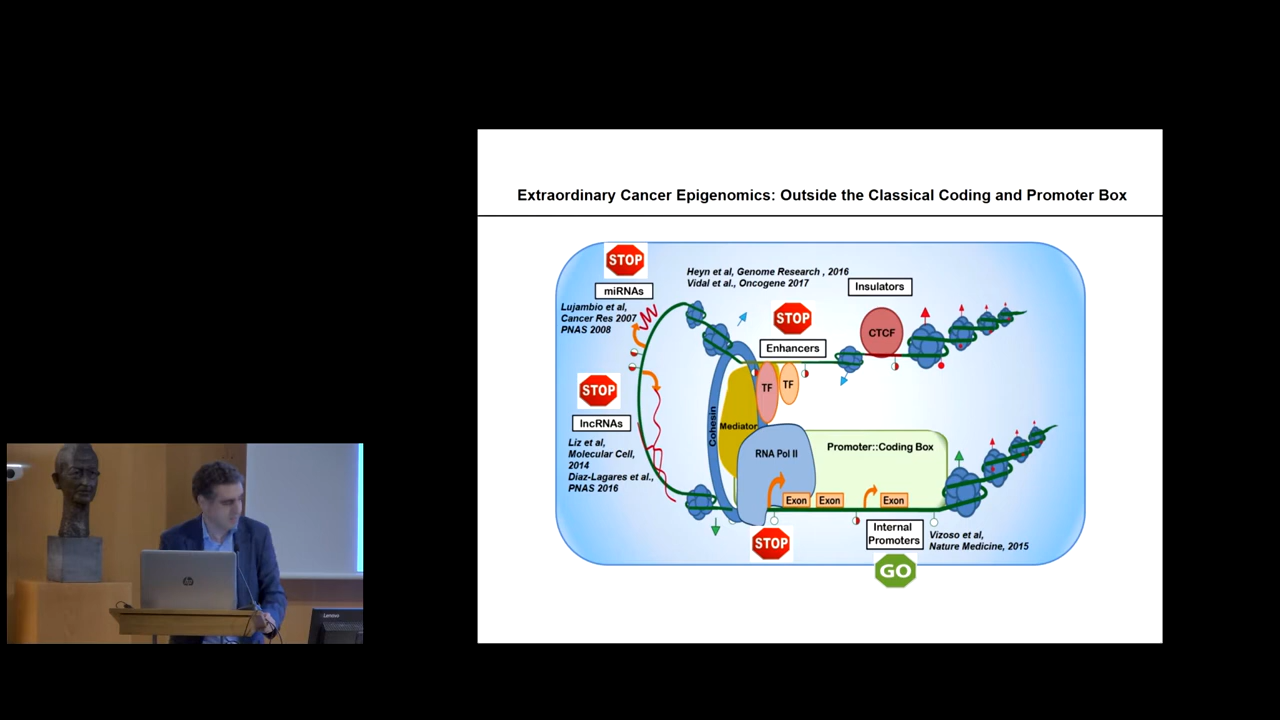 Extraordinary Cancer Epigenomics: Outside the Classical Coding and Promoter Box
STOP
miRNAs
Lujambio et al,
Cancer Res 2007
PNAS 2008
Heyn et al, Genome Research , 2016
Vidal et al., Oncogene 2017
STOP
Enhancers
Insulators
CTCF
TF
TF
STOP
lncRNAs
Liz et al,
Molecular Cell,
2014
Diaz-Lagares et al.,
PNAS 2016
Cohesin
Mediator
RNA Pol II
Promoter::Coding Box
Exon
Exon
Exon
STOP
Internal
Promoters
GO
Vizoso et al,
Nature Medicine, 2015
hp
Lenovo